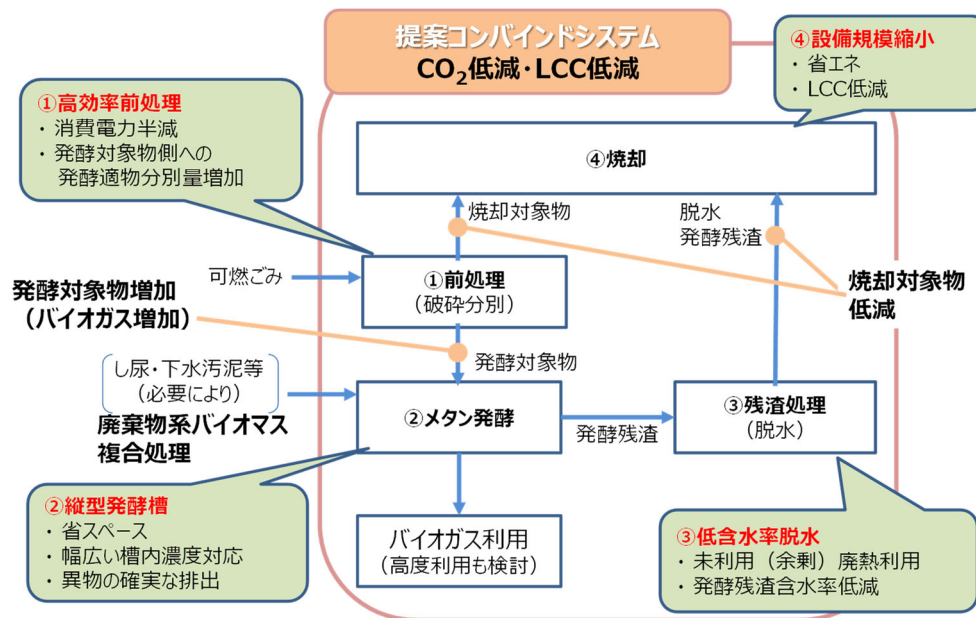 提案コンバインドシステム
CO₂低減・LCC低減
④設備規模縮小
・ 省エネ
・ LCC低減
①高効率前処理
・ 消費電力半減
・ 発酵対象物側への
発酵適物分別量増加
④焼却
焼却対象物
脱水
発酵残渣
可燃ごみ
①前処理
(破砕分別)
発酵対象物増加
(バイオガス増加)
焼却対象物
低減
発酵対象物
し尿・下水汚泥等
(必要により)
廃棄物系バイオマス
複合処理
②メタン発酵
発酵残渣
③残渣処理
(脱水)
②縦型発酵槽
・ 省スペース
・ 幅広い槽内濃度対応
・ 異物の確実な排出
バイオガス利用
(高度利用も検討)
③低含水率脱水
・ 未利用（余剰）廃熱利用
・ 発酵残渣含水率低減